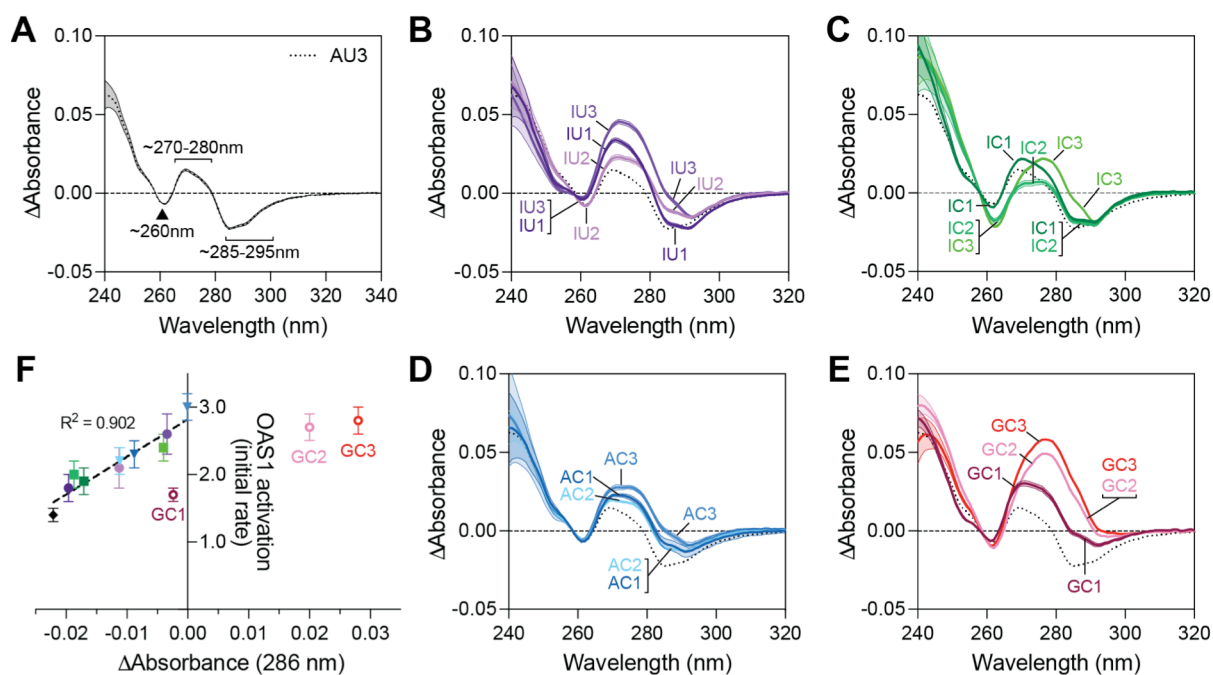 A
0.10
0.05
0.00
-0.05
ΔAbsorbance
AU3
~270-280nm
~260nm
~285-295nm
240
260
280
300
320
340
Wavelength (nm)
B
0.10
0.05
0.00
-0.05
ΔAbsorbance
IU3
IU1
IU2
IU3
IU2
IU3
IU1
IU2
IU1
240
260
280
300
320
Wavelength (nm)
C
0.10
0.05
0.00
-0.05
ΔAbsorbance
IC1
IC2
IC3
IC3
IC1
IC2
IC3
IC1
IC2
240
260
280
300
320
Wavelength (nm)
F
R² = 0.902
3.0
2.0
1.0
OAS1 activation
(initial rate)
GC1
GC2
GC3
-0.02
-0.01
0.00
0.01
0.02
0.03
ΔAbsorbance (286 nm)
D
0.10
0.05
0.00
-0.05
ΔAbsorbance
AC3
AC1
AC2
AC3
AC2
AC1
240
260
280
300
320
Wavelength (nm)
E
0.10
0.05
0.00
-0.05
ΔAbsorbance
GC3
GC2
GC1
GC3
GC2
GC1
240
260
280
300
320
Wavelength (nm)